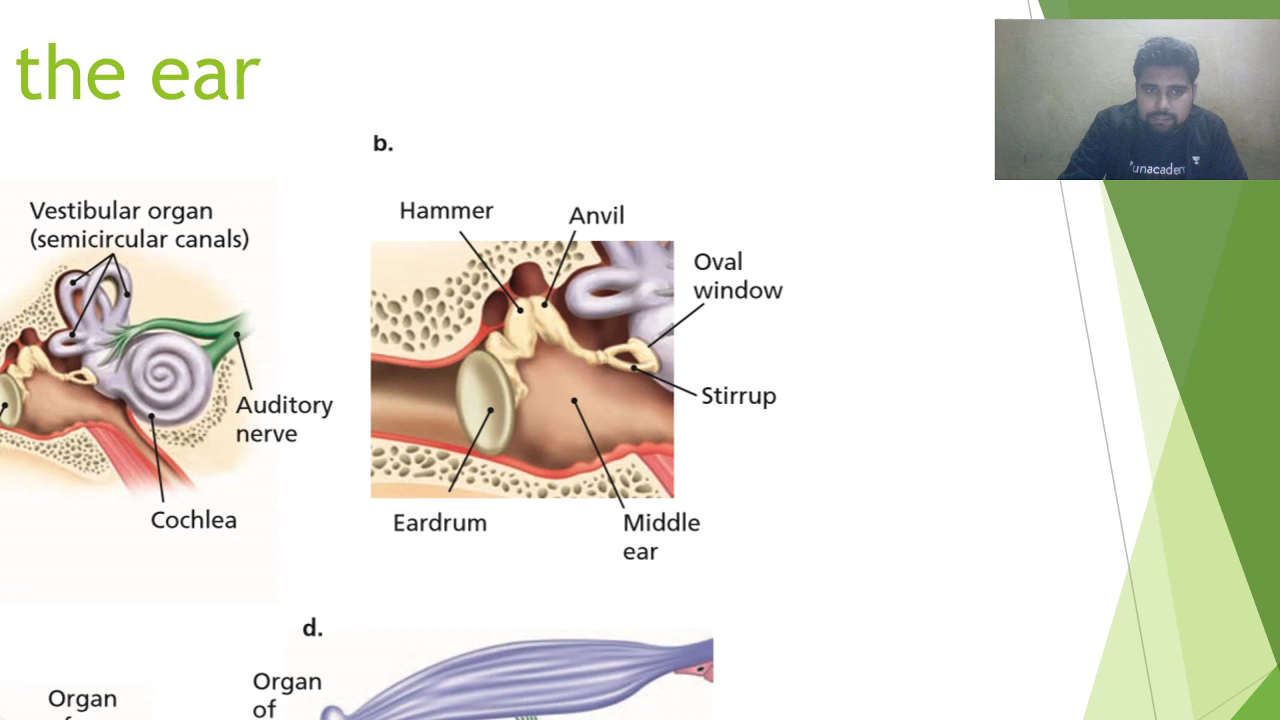 the ear
b.
Vestibular organ
(semicircular canals)
Hammer
Anvil
Oval
window
Stirrup
Auditory
nerve
Cochlea
Eardrum
Middle
ear
d.
Organ
of
Organ
unacadem